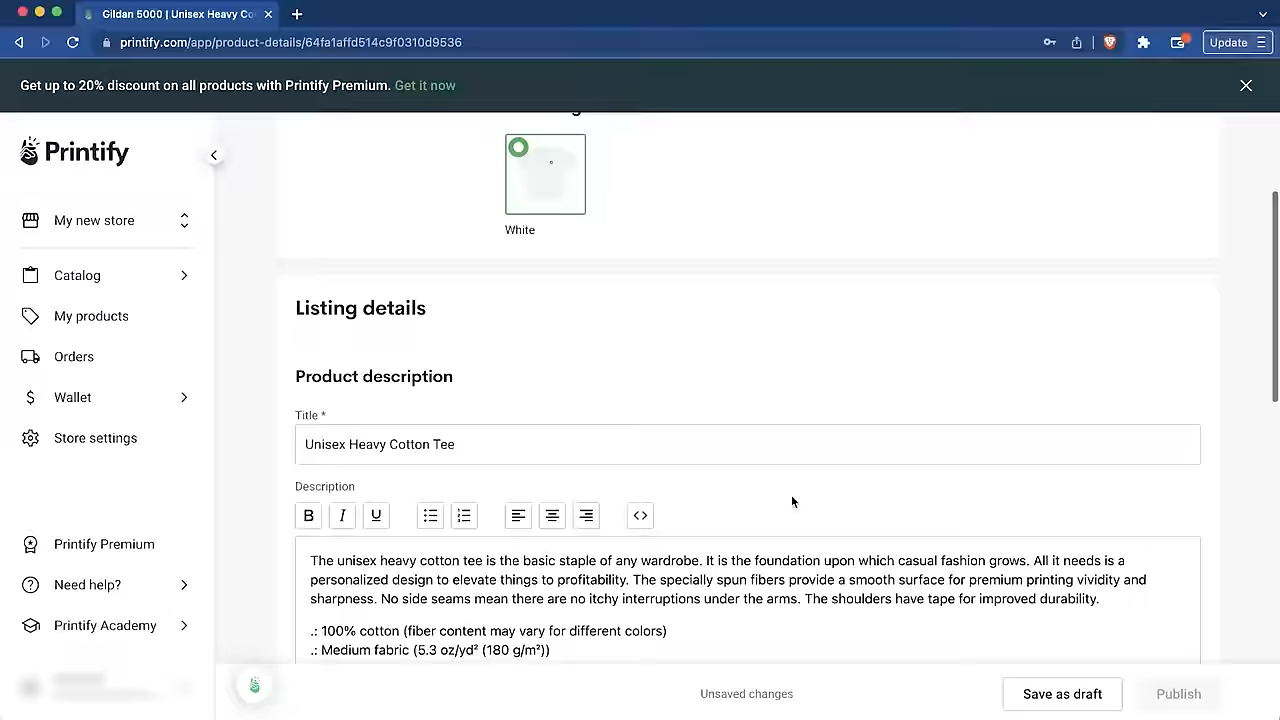 Gildan 5000 | Unisex Heavy Co
printify.com/app/product-details/64fa1affd514c9f0310d9536
Update
Get up to 20% discount on all products with Printify Premium. Get it now
Printify
My new store
Catalog
My products
Orders
Wallet
Store settings
Printify Premium
Need help?
Printify Academy
White
Listing details
Product description
Title *
Unisex Heavy Cotton Tee
Description
B I U
The unisex heavy cotton tee is the basic staple of any wardrobe. It is the foundation upon which casual fashion grows. All it needs is a
personalized design to elevate things to profitability. The specially spun fibers provide a smooth surface for premium printing vividity and
sharpness. No side seams mean there are no itchy interruptions under the arms. The shoulders have tape for improved durability.
.: 100% cotton (fiber content may vary for different colors)
.: Medium fabric (5.3 oz/yd² (180 g/m²))
Unsaved changes
Save as draft
Publish